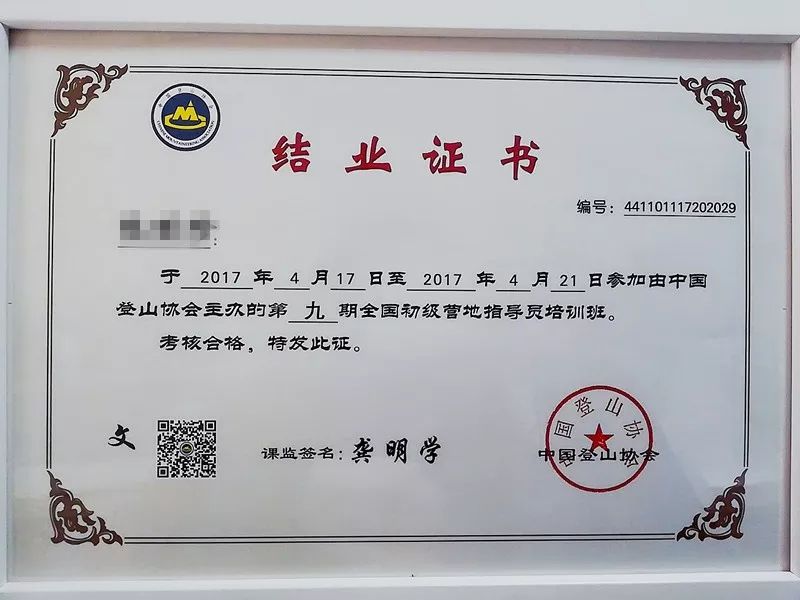 CHINESE MOUNTAINEERING ASSOCIATION
结业证书
编号：441101117202029
于 2017 年 4 月 17 日至 2017 年 4 月 21 日参加由中国
登山协会主办的第 九 期全国初级营地指导员培训班。
考核合格，特发此证。
文
课监签名：龚明学
中国登山协会
中国登山协会